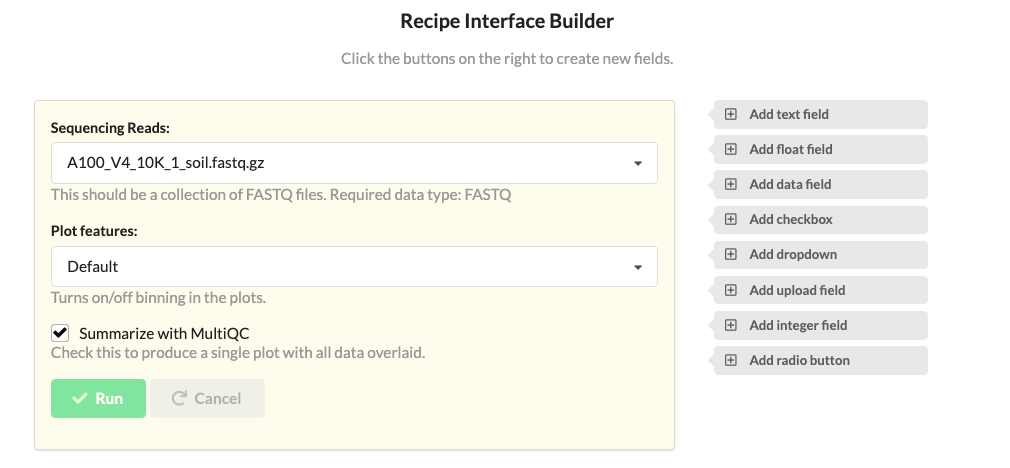 Recipe Interface Builder
Click the buttons on the right to create new fields.
Sequencing Reads:
A100_V4_10K_1_soil.fastq.gz
This should be a collection of FASTQ files. Required data type: FASTQ
Plot features:
Default
Turns on/off binning in the plots.
Summarize with MultiQC
Check this to produce a single plot with all data overlaid.
Run
Cancel
Add text field
Add float field
Add data field
Add checkbox
Add dropdown
Add upload field
Add integer field
Add radio button